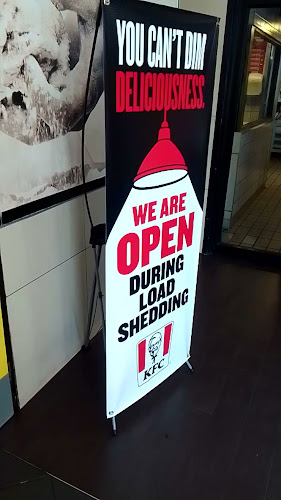 YOU CAN'T DIM
DELICIOUSNESS.
WE ARE
OPEN
DURING
LOAD
SHEDDING
KFC